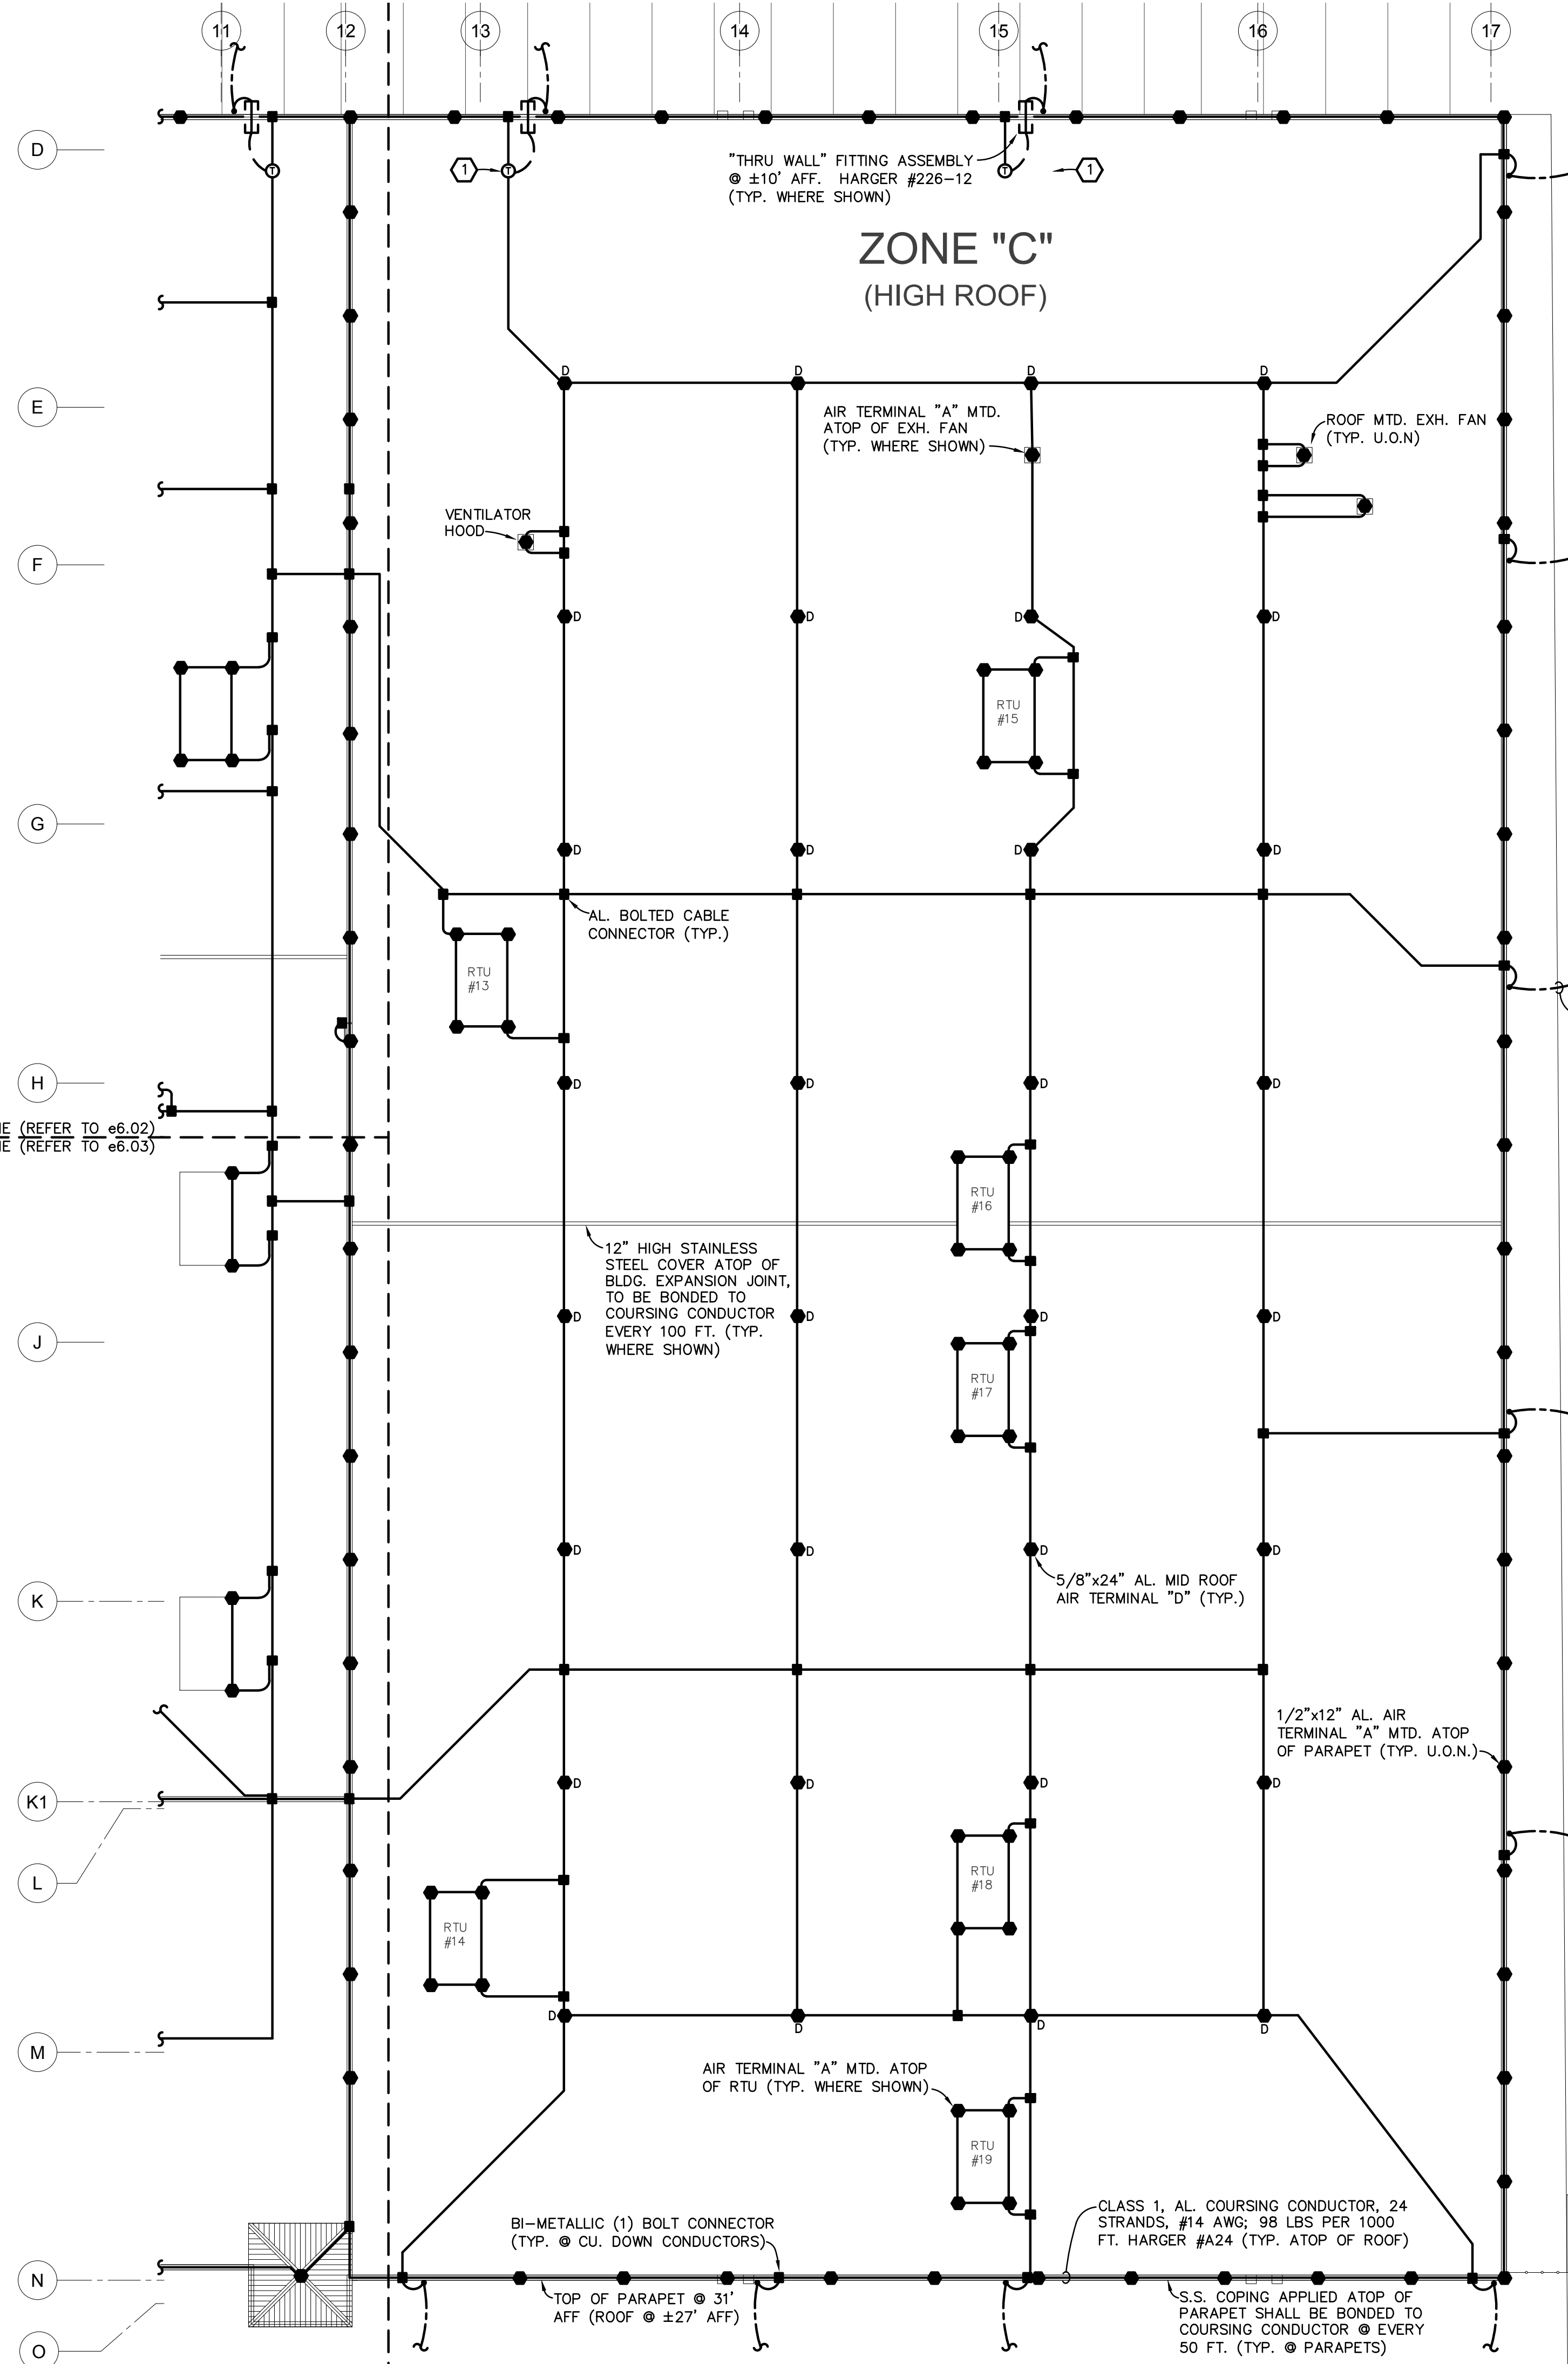 11
12
13
14
15
16
17
D
"THRU WALL" FITTING ASSEMBLY
@ ±10' AFF. HARGER #226-12
(TYP. WHERE SHOWN)
T
1
T
T
1
ZONE "C"
(HIGH ROOF)
D
D
D
D
E
AIR TERMINAL "A" MTD.
ATOP OF EXH. FAN
(TYP. WHERE SHOWN)
ROOF MTD. EXH. FAN
(TYP. U.O.N)
VENTILATOR
HOOD
F
D
D
D
D
RTU
#15
G
D
D
D
D
AL. BOLTED CABLE
CONNECTOR (TYP.)
RTU
#13
H
D
D
D
D
E (REFER TO e6.02)
E (REFER TO e6.03)
RTU
#16
12" HIGH STAINLESS
STEEL COVER ATOP OF
BLDG. EXPANSION JOINT,
TO BE BONDED TO
COURSING CONDUCTOR
EVERY 100 FT. (TYP.
WHERE SHOWN)
J
D
D
D
D
RTU
#17
D
D
D
D
K
5/8"x24" AL. MID ROOF
AIR TERMINAL "D" (TYP.)
1/2"x12" AL. AIR
TERMINAL "A" MTD. ATOP
OF PARAPET (TYP. U.O.N.)
D
D
D
D
K1
L
RTU
#18
RTU
#14
D
D
D
D
M
AIR TERMINAL "A" MTD. ATOP
OF RTU (TYP. WHERE SHOWN)
RTU
#19
BI-METALLIC (1) BOLT CONNECTOR
(TYP. @ CU. DOWN CONDUCTORS)
CLASS 1, AL. COURSING CONDUCTOR, 24
STRANDS, #14 AWG; 98 LBS PER 1000
FT. HARGER #A24 (TYP. ATOP OF ROOF)
N
TOP OF PARAPET @ 31'
AFF (ROOF @ ±27' AFF)
S.S. COPING APPLIED ATOP OF
PARAPET SHALL BE BONDED TO
COURSING CONDUCTOR @ EVERY
50 FT. (TYP. @ PARAPETS)
O